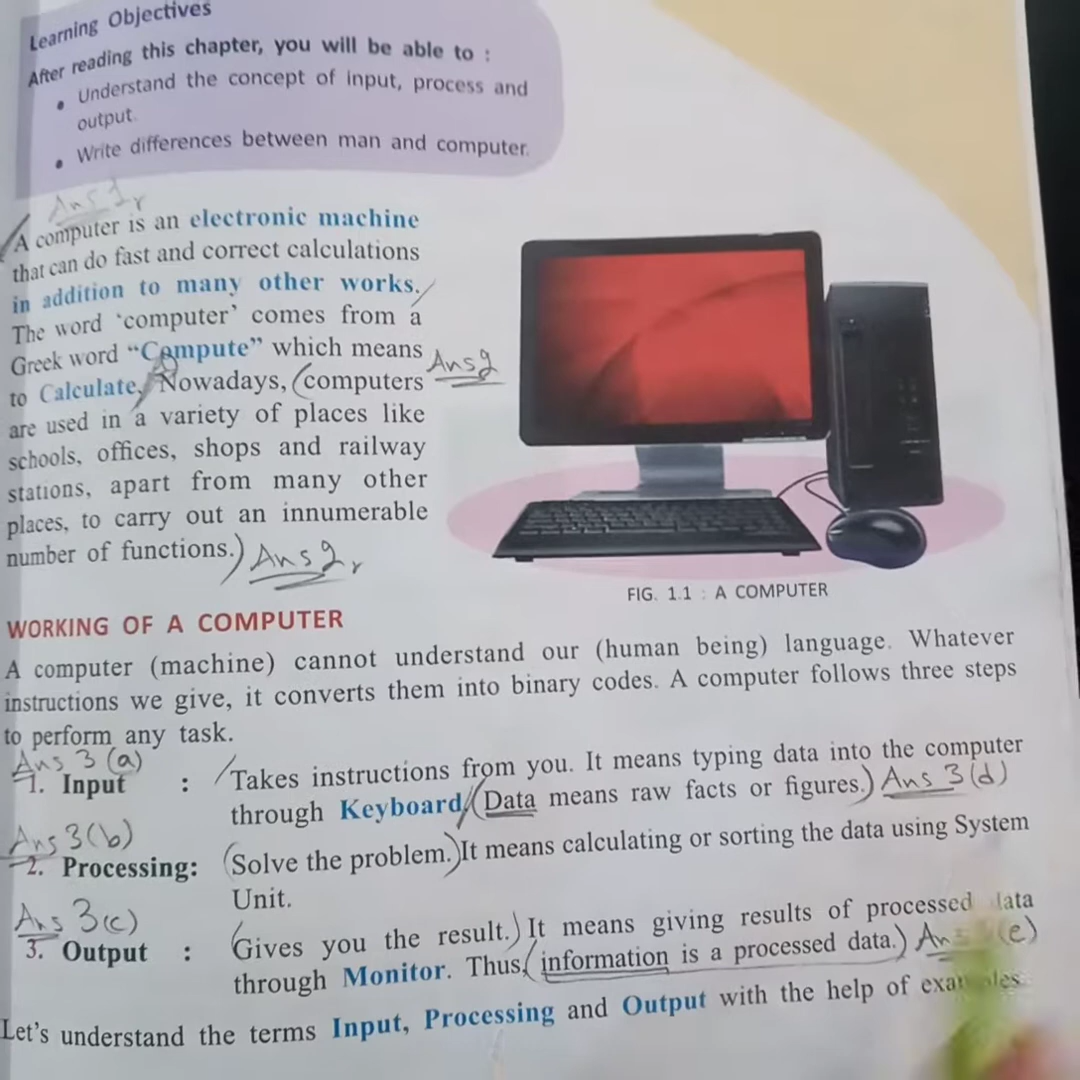 Learning Objectives
After reading this chapter, you will be able to :
• Understand the concept of input, process and
output.
• Write differences between man and computer.
Ans 1,
A computer is an electronic machine
that can do fast and correct calculations
in addition to many other works.
The word 'computer' comes from a
Greek word "Compute" which means
to Calculate. Nowadays, (computers Ans 2
are used in a variety of places like
schools, offices, shops and railway
stations, apart from many other
places, to carry out an innumerable
number of functions.) Ans 2,
FIG. 1.1 : A COMPUTER
WORKING OF A COMPUTER
A computer (machine) cannot understand our (human being) language. Whatever
instructions we give, it converts them into binary codes. A computer follows three steps
to perform any task.
Ans 3 (a)
1. Input : Takes instructions from you. It means typing data into the computer
through Keyboard. (Data means raw facts or figures.) Ans 3(d)
Ans 3(b)
2. Processing: (Solve the problem.) It means calculating or sorting the data using System
Unit.
Ans 3(c)
3. Output : (Gives you the result.) It means giving results of processed data
through Monitor. Thus, (information is a processed data.) (e)
Let's understand the terms Input, Processing and Output with the help of examples.